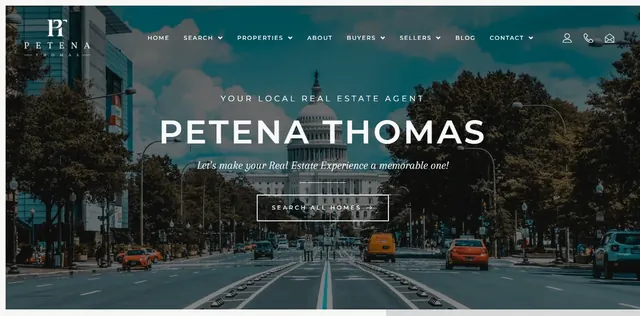 PT
PETENA
THOMAS
HOME SEARCH PROPERTIES ABOUT BUYERS SELLERS BLOG CONTACT
YOUR LOCAL REAL ESTATE AGENT
PETENA THOMAS
Let's make your Real Estate Experience a memorable one!
SEARCH ALL HOMES →